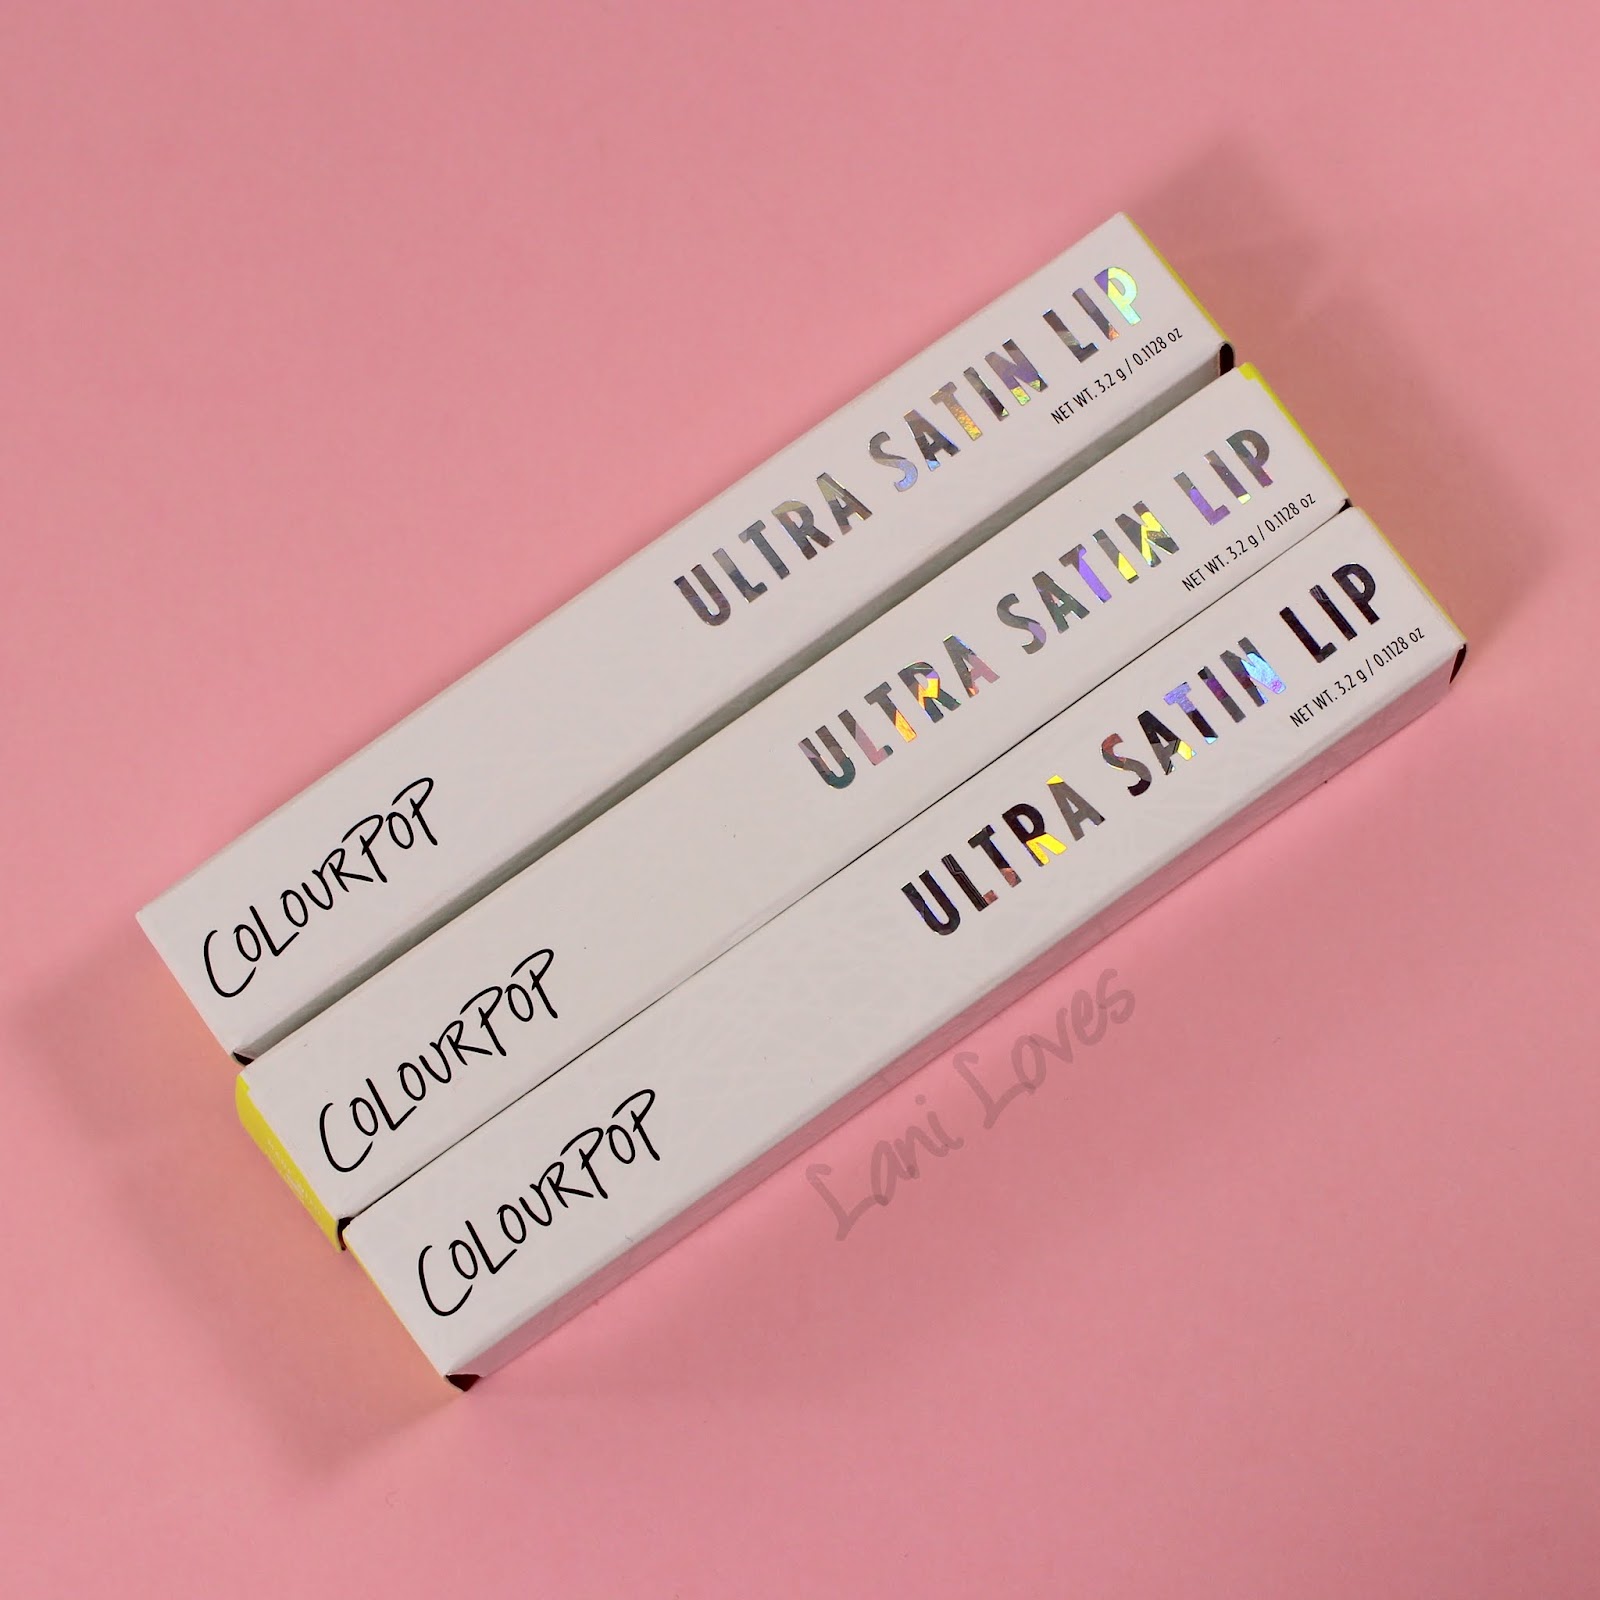 COLOURPOP
ULTRA SATIN LIP
NET WT. 3.2 g / 0.1128 oz
COLOURPOP
ULTRA SATIN LIP
NET WT. 3.2 g / 0.1128 oz
COLOURPOP
ULTRA SATIN LIP
NET WT. 3.2 g / 0.1128 oz
Lani Loves